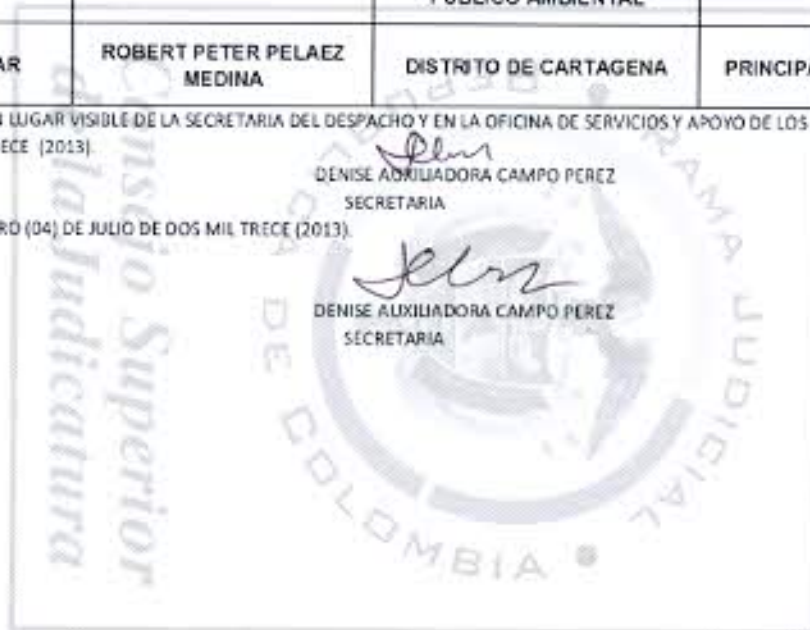 PUBLICO AMBIENTAL
AR
ROBERT PETER PELAEZ
MEDINA
DISTRITO DE CARTAGENA
PRINCIPA
N LUGAR VISIBLE DE LA SECRETARIA DEL DESPACHO Y EN LA OFICINA DE SERVICIOS Y APOYO DE LOS
ECE (2013)
DENISE AUXILIADORA CAMPO PEREZ
SECRETARIA
RO (04) DE JULIO DE DOS MIL TRECE (2013).
DENISE AUXILIADORA CAMPO PEREZ
SECRETARIA
Consejo Superior
de la Judicatura
REPUBLICA DE COLOMBIA
RAMA JUDICIAL